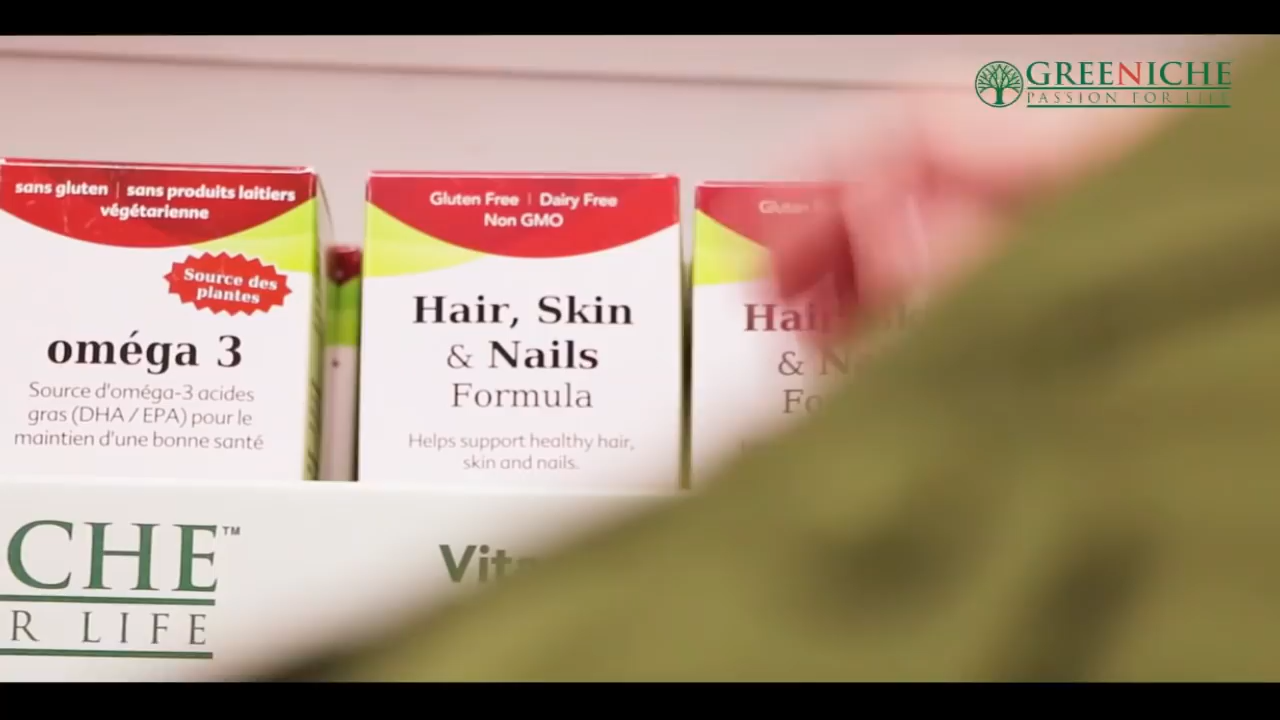 GREENICHE
PASSION FOR LIFE
sans gluten | sans produits laitiers
végétarienne
Source des
plantes
oméga 3
Source d'oméga-3 acides
gras (DHA / EPA) pour le
maintien d'une bonne santé
Gluten Free | Dairy Free
Non GMO
Hair, Skin
& Nails
Formula
Helps support healthy hair,
skin and nails.
CHE™
R LIFE